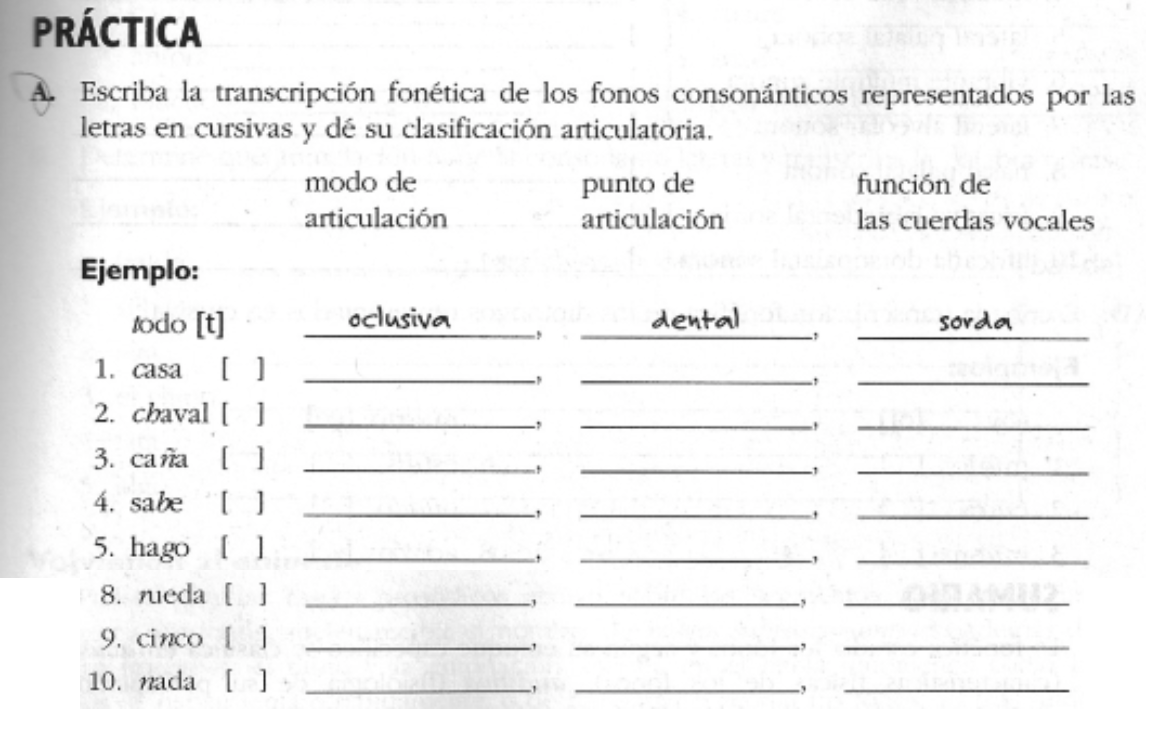 PRÁCTICA
A. Escriba la transcripción fonética de los fonos consonánticos representados por las
letras en cursivas y dé su clasificación articulatoria.
modo de punto de función de
articulación articulación las cuerdas vocales
Ejemplo:
todo [t] oclusiva, dental, sorda
1. casa [ ] , ,
2. chaval [ ] , ,
3. caña [ ] , ,
4. sabe [ ] , ,
5. hago [ ] , ,
8. rueda [ ] , ,
9. cinco [ ] , ,
10. nada [ ] , ,